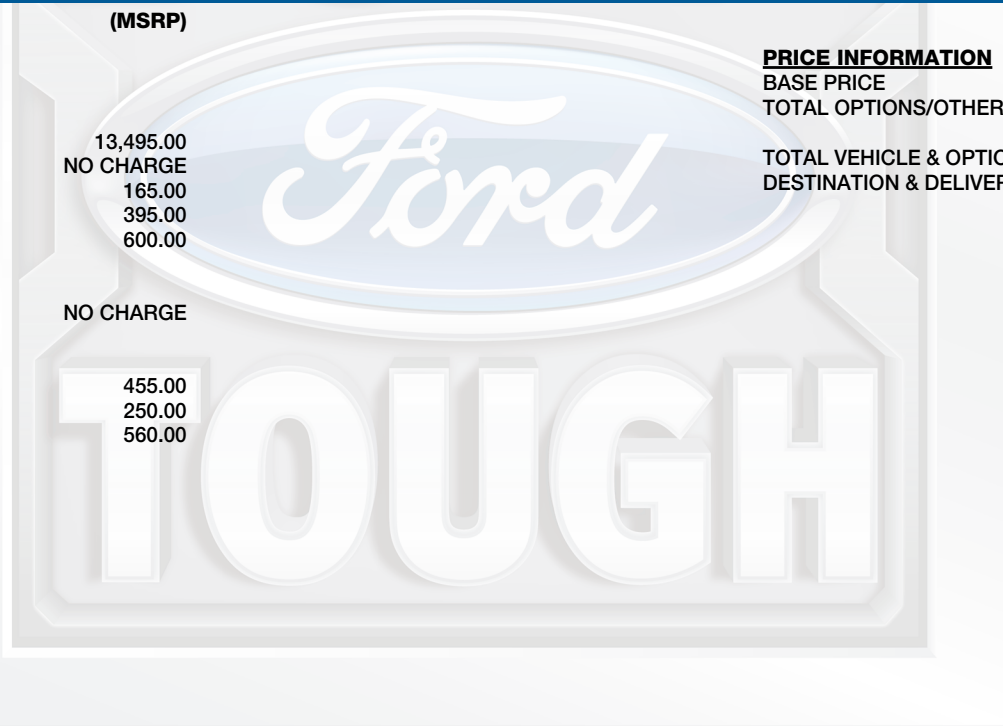 (MSRP)
13,495.00
NO CHARGE
165.00
395.00
600.00
NO CHARGE
455.00
250.00
560.00
PRICE INFORMATION
BASE PRICE
TOTAL OPTIONS/OTHER
TOTAL VEHICLE & OPTIO
DESTINATION & DELIVER
Ford
TOUGH